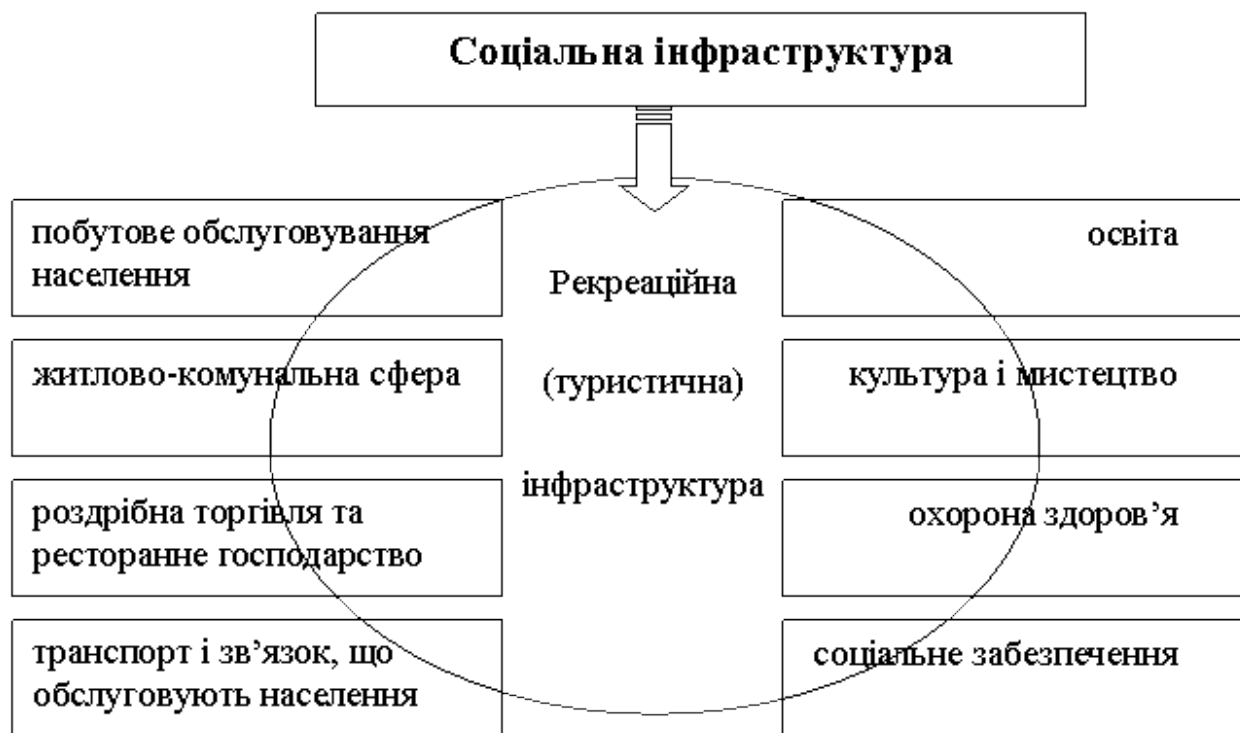 Соціальна інфраструктура
побутове обслуговування
населення
житлово-комунальна сфера
роздрібна торгівля та
ресторанне господарство
транспорт і зв’язок, що
обслуговують населення
Рекреаційна
(туристична)
інфраструктура
освіта
культура і мистецтво
охорона здоров’я
соціальне забезпечення